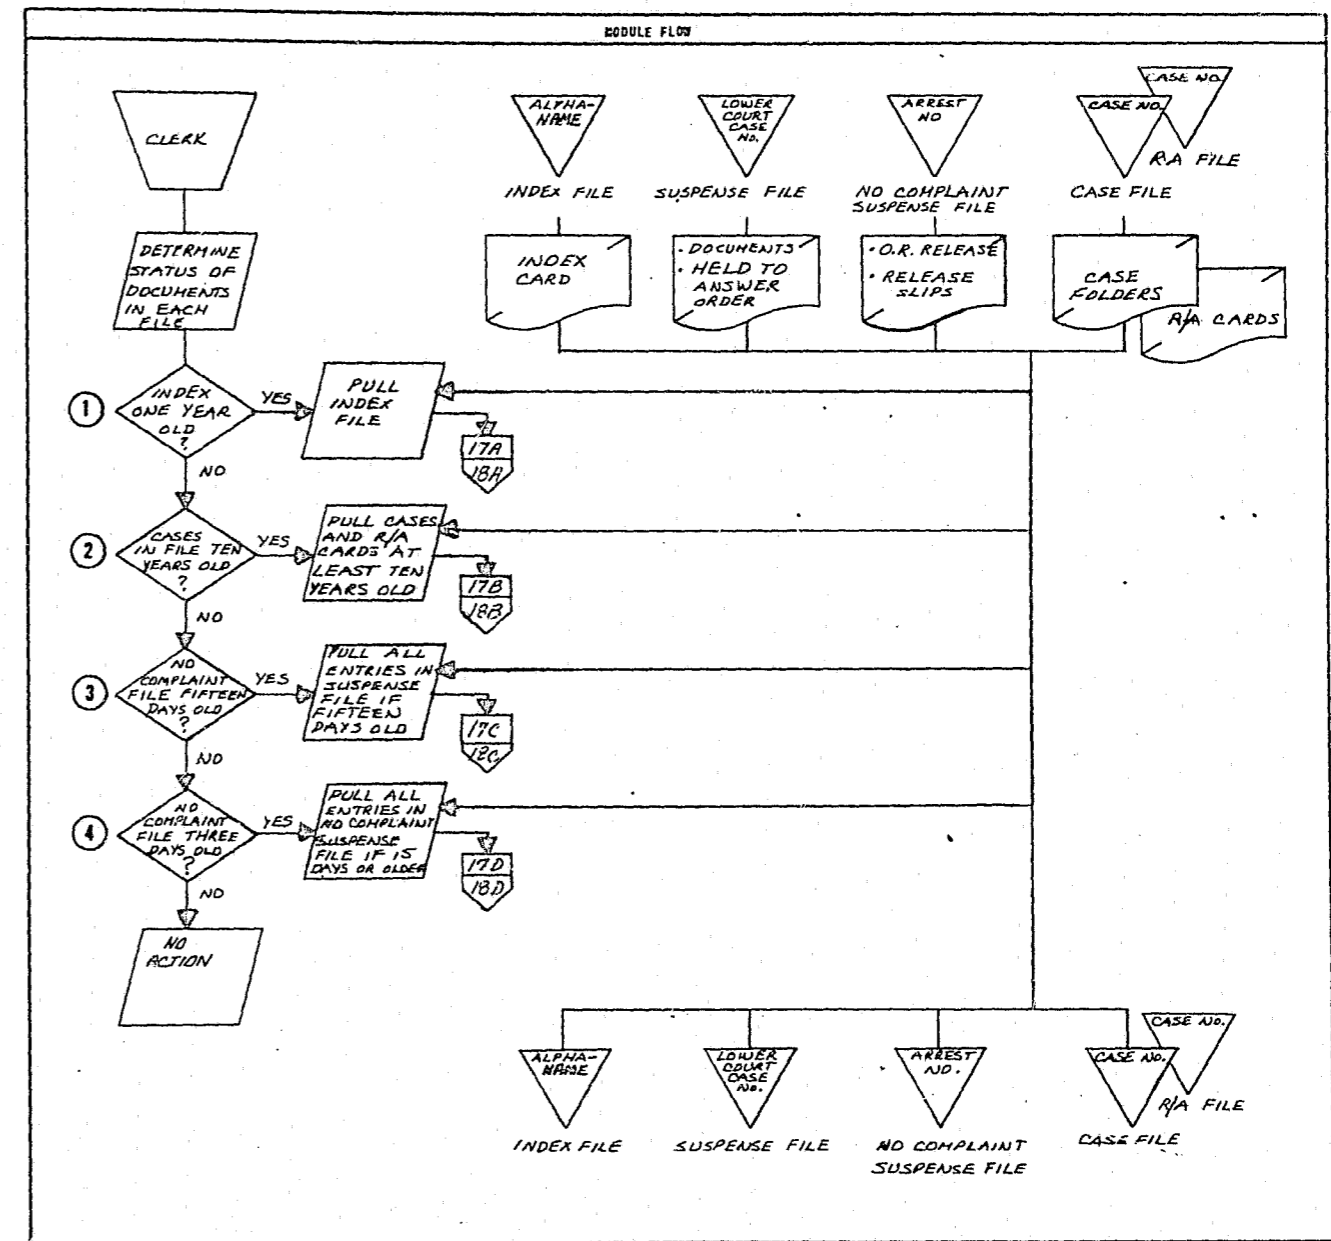 MODULE FLOW
CLERK
DETERMINE
STATUS OF
DOCUMENTS
IN EACH
FILE
ALPHA-
NAME
INDEX FILE
INDEX
CARD
LOWER
COURT
CASE
NO.
SUSPENSE FILE
• DOCUMENTS
• HELD TO
ANSWER
ORDER
ARREST
NO
NO COMPLAINT
SUSPENSE FILE
• O.R. RELEASE
• RELEASE
SLIPS
CASE NO.
CASE FILE
CASE
FOLDERS
CASE NO.
R/A FILE
R/A CARDS
1
INDEX
ONE YEAR
OLD
?
YES
PULL
INDEX
FILE
17A
18A
NO
2
CASES
IN FILE TEN
YEARS OLD
?
YES
PULL CASES
AND R/A
CARDS AT
LEAST TEN
YEARS OLD
17B
18B
NO
3
NO
COMPLAINT
FILE FIFTEEN
DAYS OLD
?
YES
PULL ALL
ENTRIES IN
SUSPENSE
FILE IF
FIFTEEN
DAYS OLD
17C
18C
NO
4
NO
COMPLAINT
FILE THREE
DAYS OLD
?
YES
PULL ALL
ENTRIES IN
NO COMPLAINT
SUSPENSE
FILE IF 15
DAYS OR OLDER
17D
18D
NO
NO
ACTION
ALPHA-
NAME
INDEX FILE
LOWER
COURT
CASE
NO.
SUSPENSE FILE
ARREST
NO.
NO COMPLAINT
SUSPENSE FILE
CASE NO.
CASE FILE
CASE NO.
R/A FILE